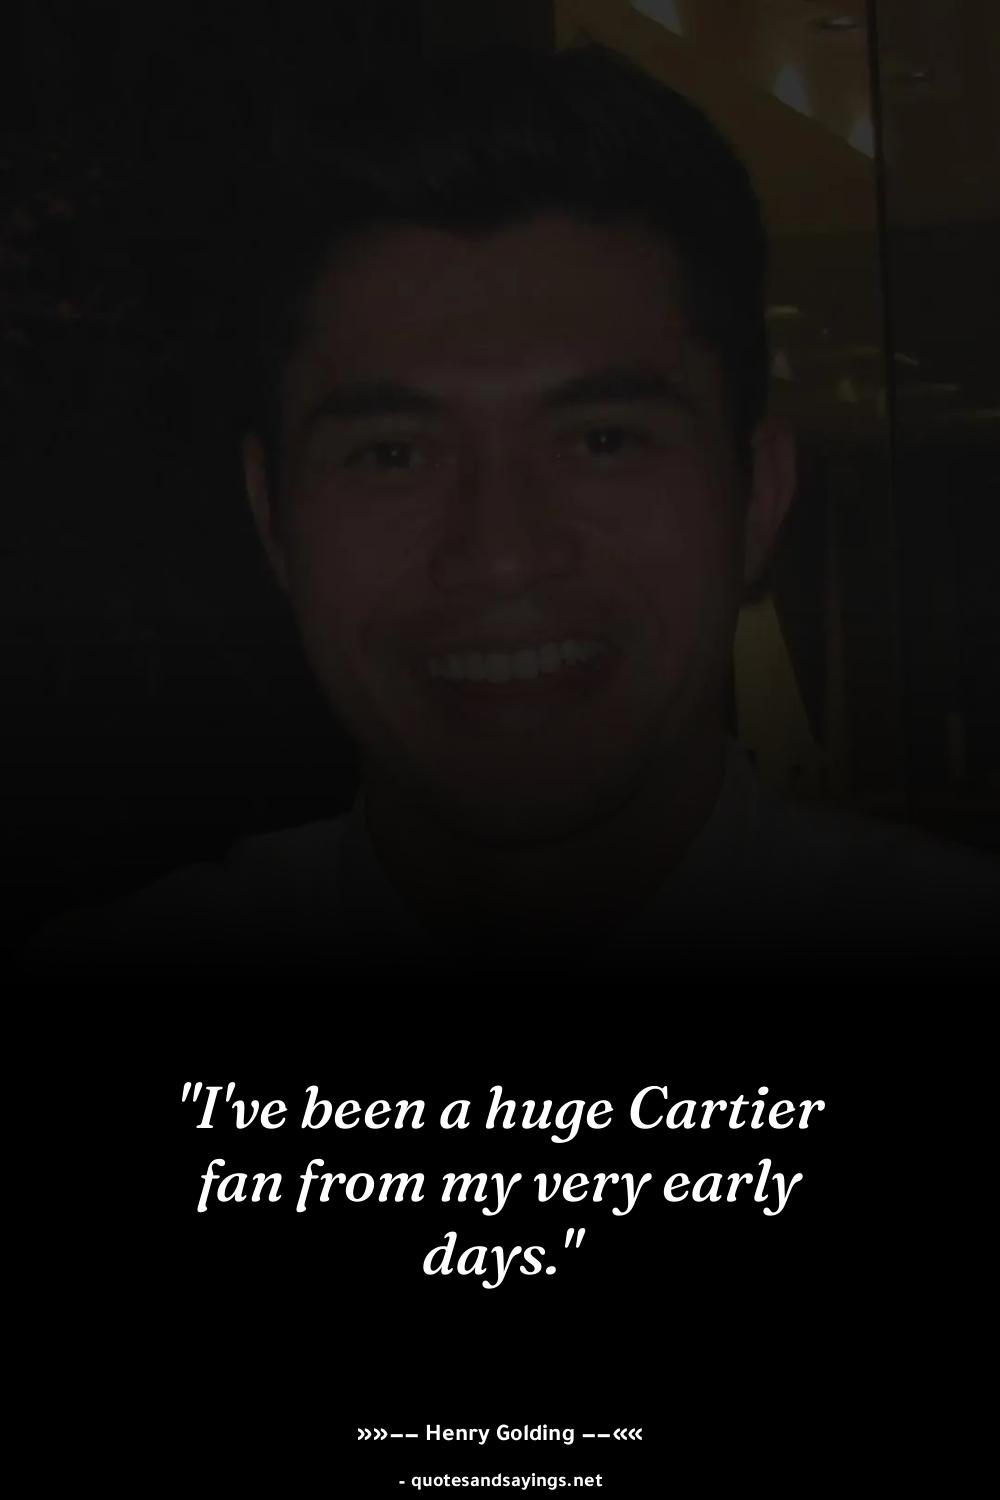 "I've been a huge Cartier
fan from my very early
days."
»»−− Henry Golding −−««
- quotesandsayings.net